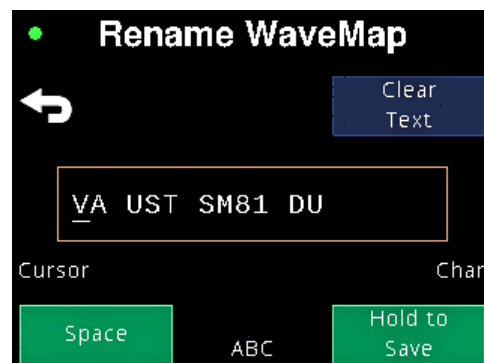 Rename WaveMap
Clear
Text
VA UST SM81 DU
Cursor
Char
Space
ABC
Hold to
Save